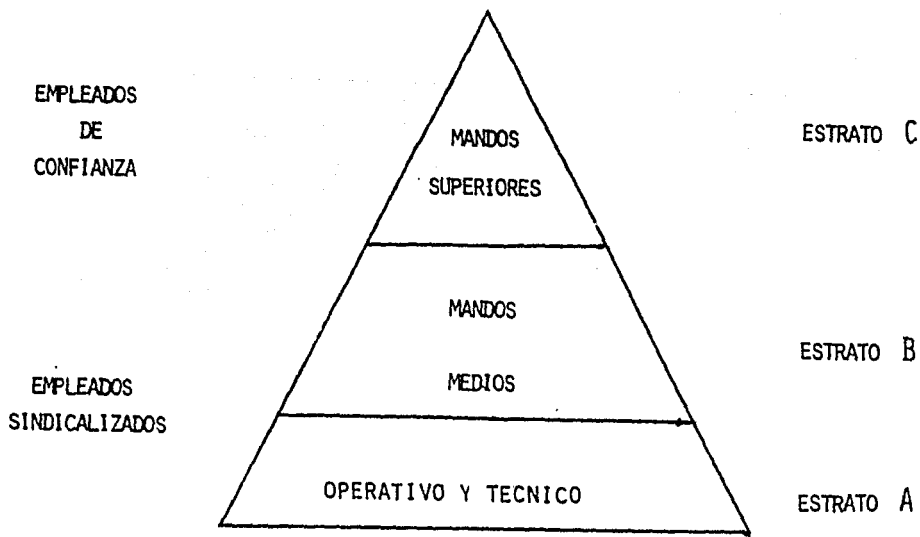 EMPLEADOS
DE
CONFIANZA
MANDOS
SUPERIORES
ESTRATO C
MANDOS
MEDIOS
ESTRATO B
EMPLEADOS
SINDICALIZADOS
OPERATIVO Y TECNICO
ESTRATO A